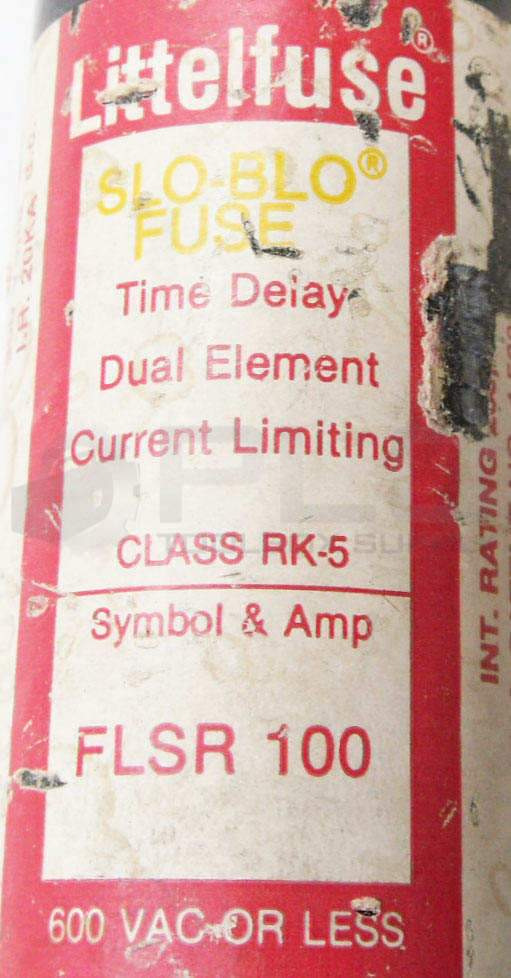 Littelfuse®
SLO-BLO®
FUSE
Time Delay
Dual Element
Current Limiting
CLASS RK-5
Symbol & Amp
FLSR 100
600 VAC OR LESS
I.R. 20KA
INT. RATING